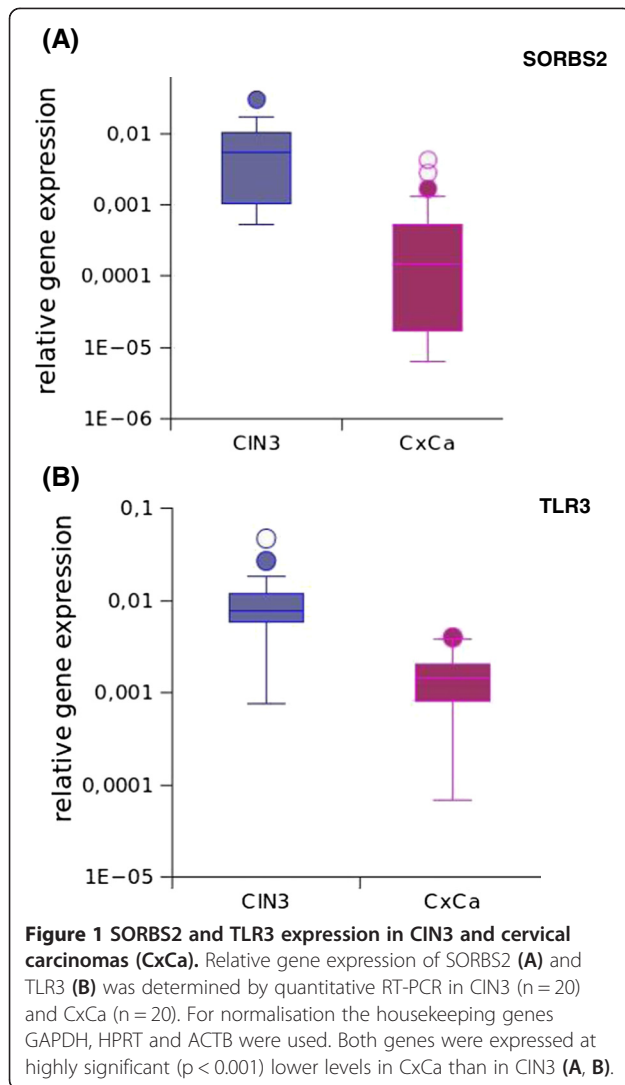 (A)
SORBS2
relative gene expression
0,01
0,001
0,0001
1E-05
1E-06
CIN3 CxCa
(B)
TLR3
relative gene expression
0,1
0,01
0,001
0,0001
1E-05
CIN3 CxCa
Figure 1 SORBS2 and TLR3 expression in CIN3 and cervical
carcinomas (CxCa). Relative gene expression of SORBS2 (A) and
TLR3 (B) was determined by quantitative RT-PCR in CIN3 (n = 20)
and CxCa (n = 20). For normalisation the housekeeping genes
GAPDH, HPRT and ACTB were used. Both genes were expressed at
highly significant (p < 0.001) lower levels in CxCa than in CIN3 (A, B).